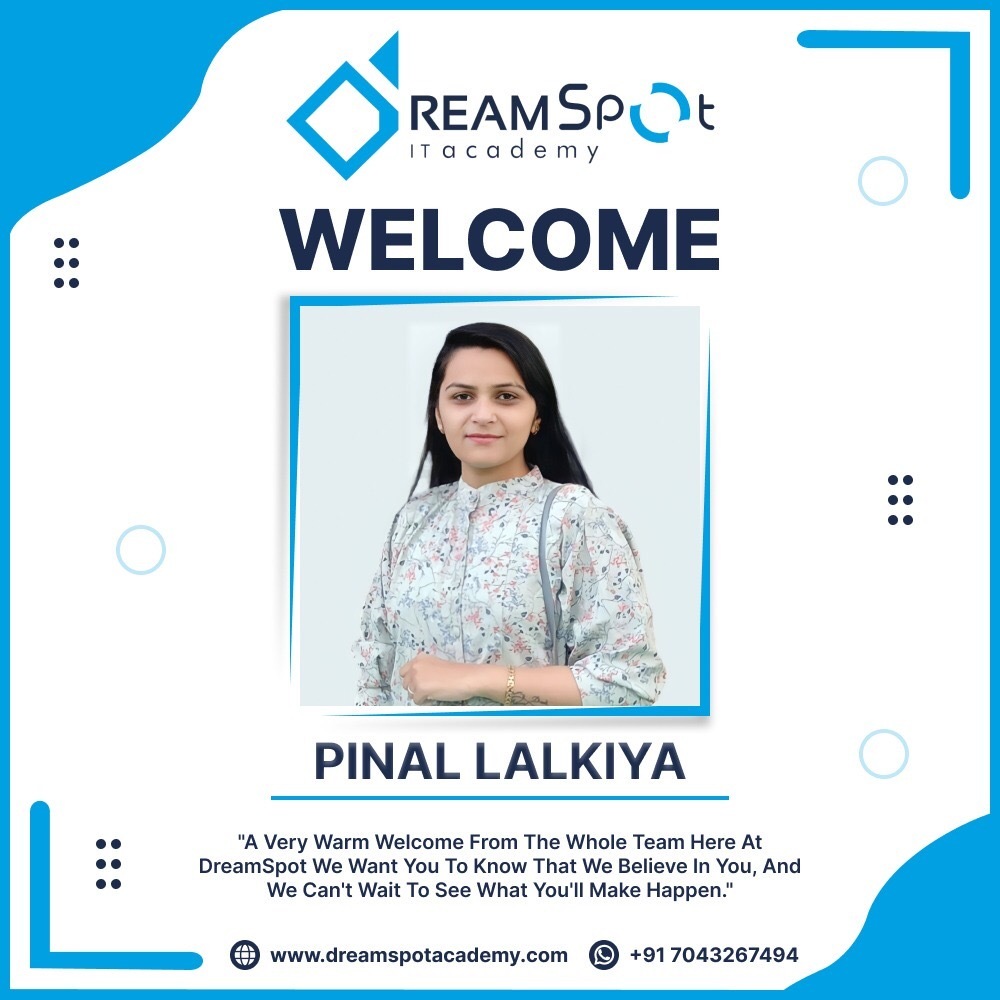 DREAMSPOT
IT academy
WELCOME
PINAL LALKIYA
"A Very Warm Welcome From The Whole Team Here At
DreamSpot We Want You To Know That We Believe In You, And
We Can't Wait To See What You'll Make Happen."
www.dreamspotacademy.com +91 7043267494